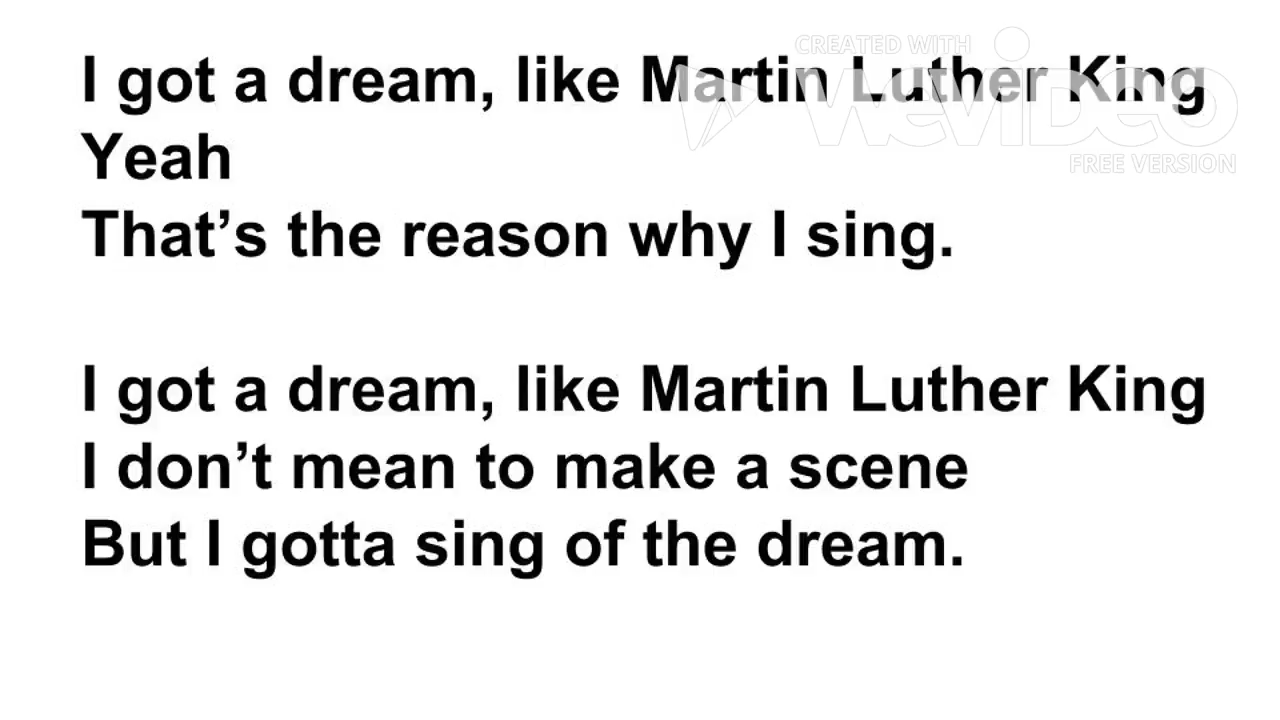 CREATED WITH
WeVideo
FREE VERSION
I got a dream, like Martin Luther King
Yeah
That’s the reason why I sing.
I got a dream, like Martin Luther King
I don’t mean to make a scene
But I gotta sing of the dream.